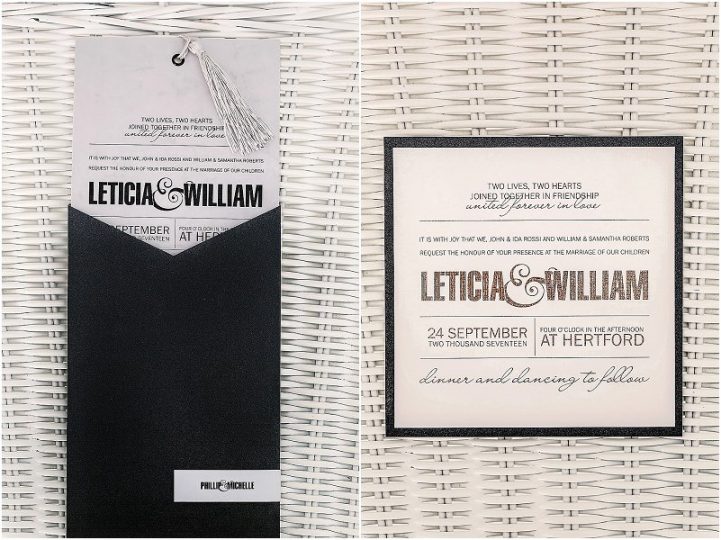 TWO LIVES, TWO HEARTS
JOINED TOGETHER IN FRIENDSHIP
united forever in love
IT IS WITH JOY THAT WE, JOHN & IDA ROSSI AND WILLIAM & SAMANTHA ROBERTS
REQUEST THE HONOUR OF YOUR PRESENCE AT THE MARRIAGE OF OUR CHILDREN
LETICIA & WILLIAM
SEPTEMBER
FOUR O'CLOCK IN THE AFTERNOON
AT HERTFORD
PHILLIP & MICHELLE
TWO LIVES, TWO HEARTS
JOINED TOGETHER IN FRIENDSHIP
united forever in love
IT IS WITH JOY THAT WE, JOHN & IDA ROSSI AND WILLIAM & SAMANTHA ROBERTS
REQUEST THE HONOUR OF YOUR PRESENCE AT THE MARRIAGE OF OUR CHILDREN
LETICIA & WILLIAM
24 SEPTEMBER
TWO THOUSAND SEVENTEEN
FOUR O'CLOCK IN THE AFTERNOON
AT HERTFORD
dinner and dancing to follow